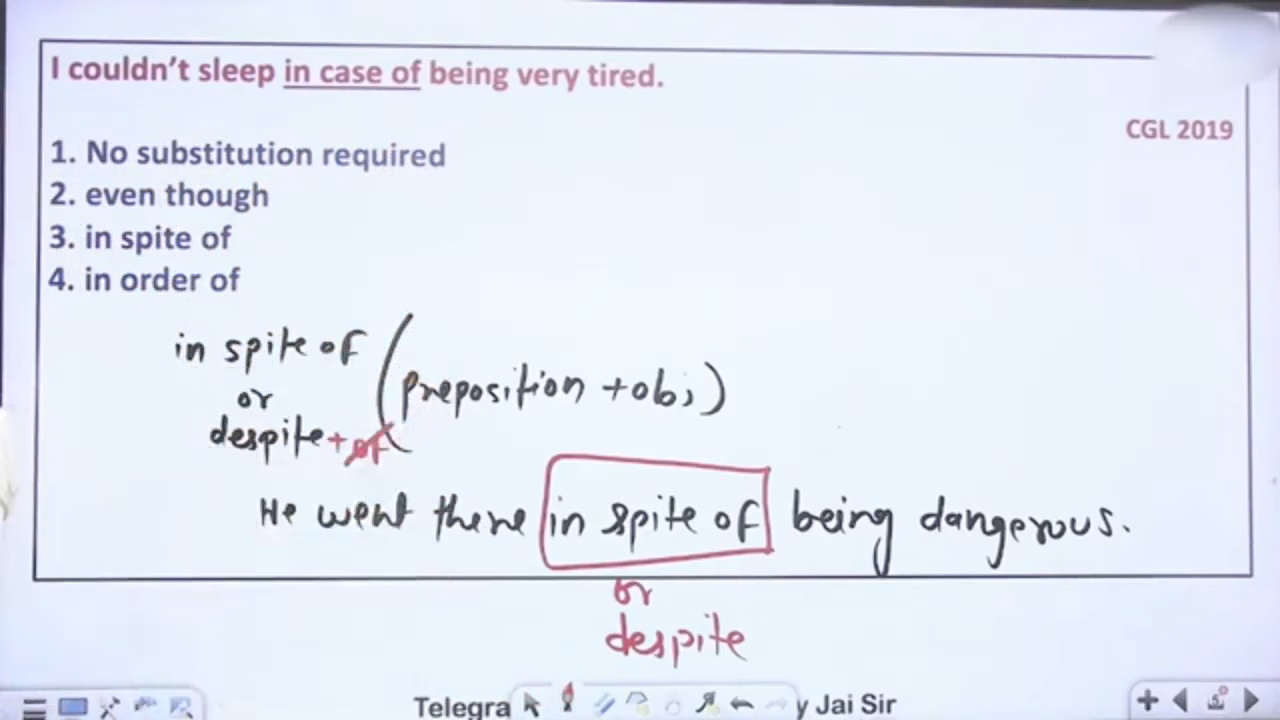 I couldn't sleep in case of being very tired.
CGL 2019
1. No substitution required
2. even though
3. in spite of
4. in order of
in spite of
or
despite + of
(preposition + obj)
He went there in spite of being dangerous.
or
despite
Telegra
y Jai Sir